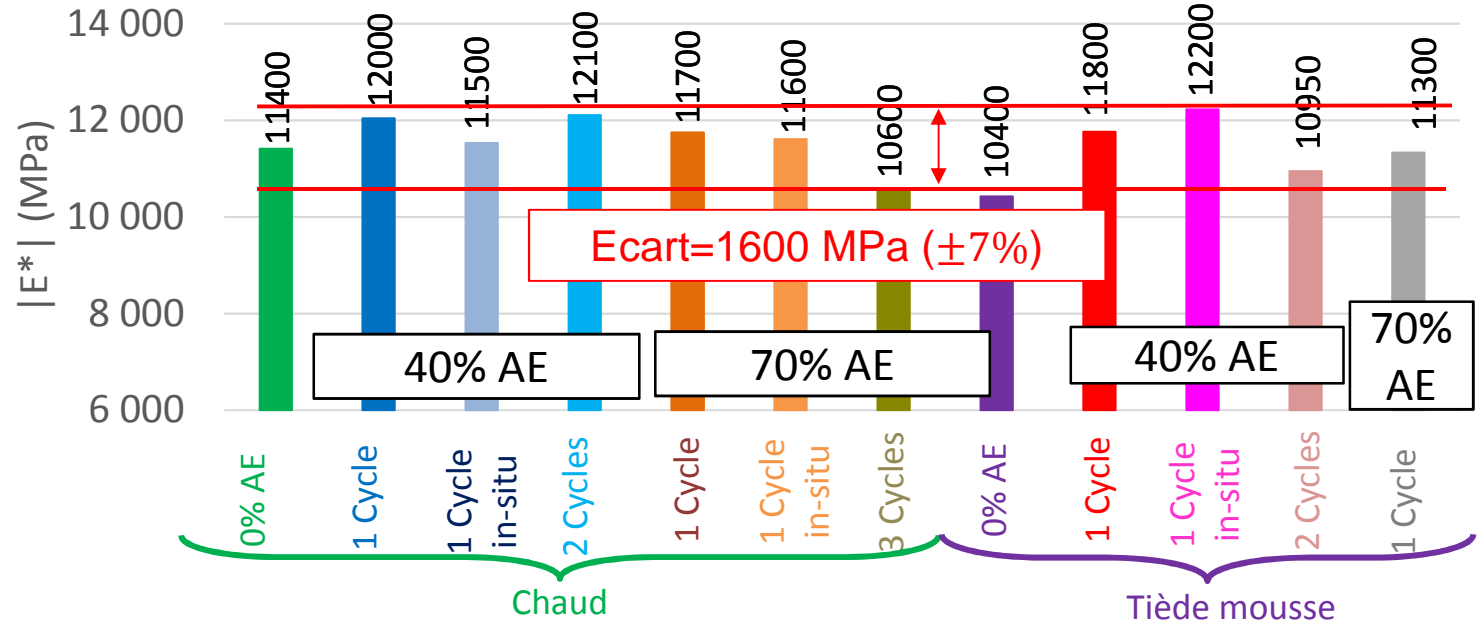 |E*| (MPa)
14 000
12 000
10 000
8 000
6 000
11400
12000
11500
12100
11700
11600
10600
10400
11800
12200
10950
11300
Ecart=1600 MPa (±7%)
40% AE
70% AE
40% AE
70%
AE
0% AE
1 Cycle
1 Cycle
in-situ
2 Cycles
1 Cycle
1 Cycle
in-situ
3 Cycles
0% AE
1 Cycle
1 Cycle
in-situ
2 Cycles
1 Cycle
Chaud
Tiède mousse